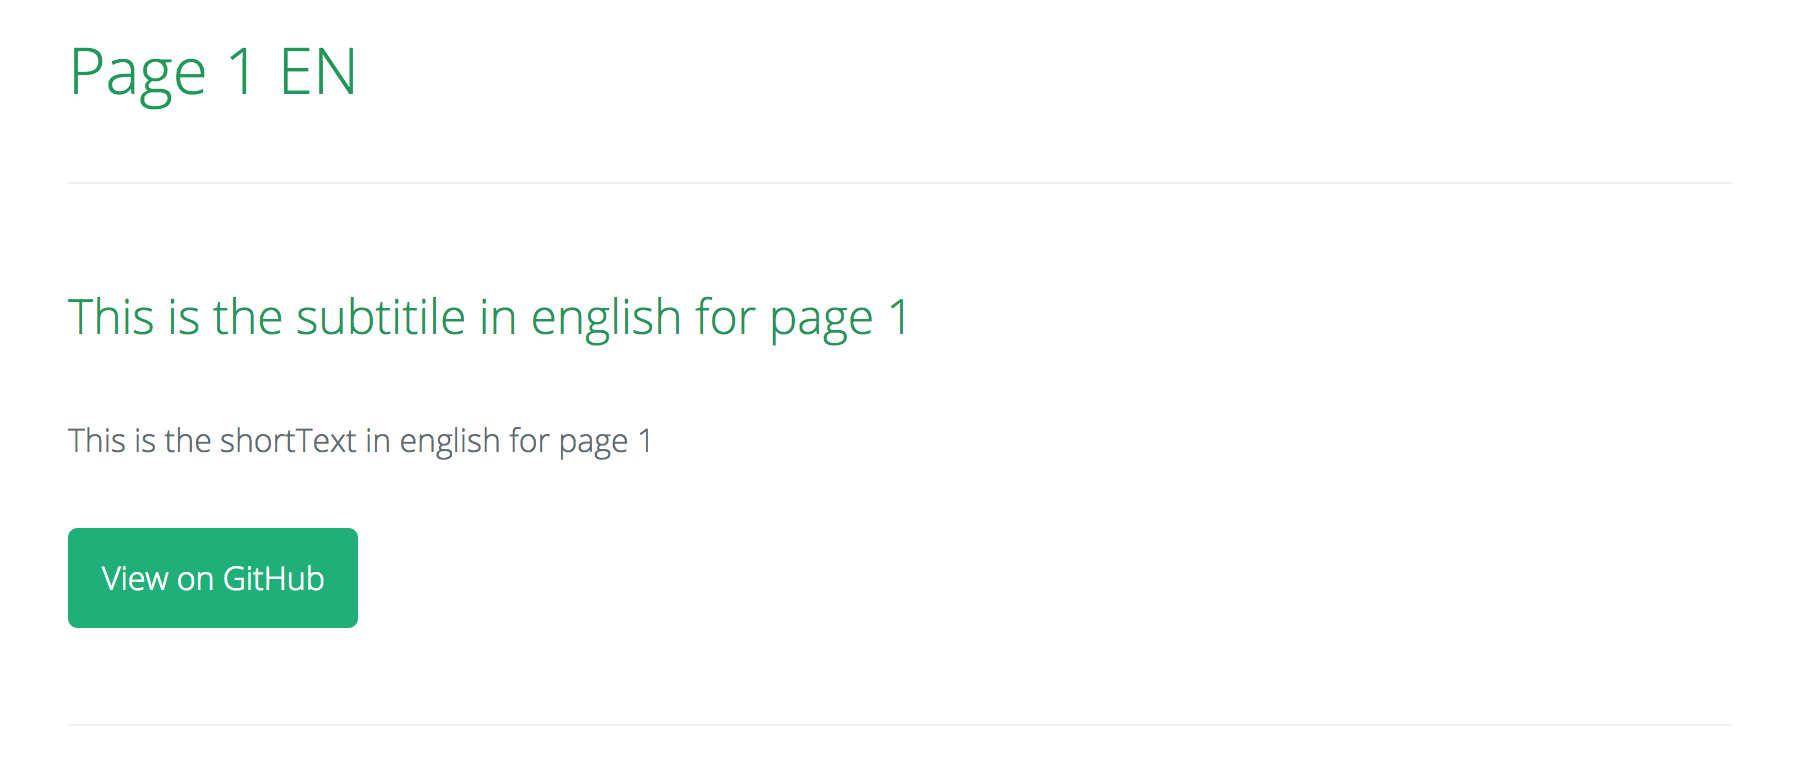 Page 1 EN
This is the subtitile in english for page 1
This is the shortText in english for page 1
View on GitHub